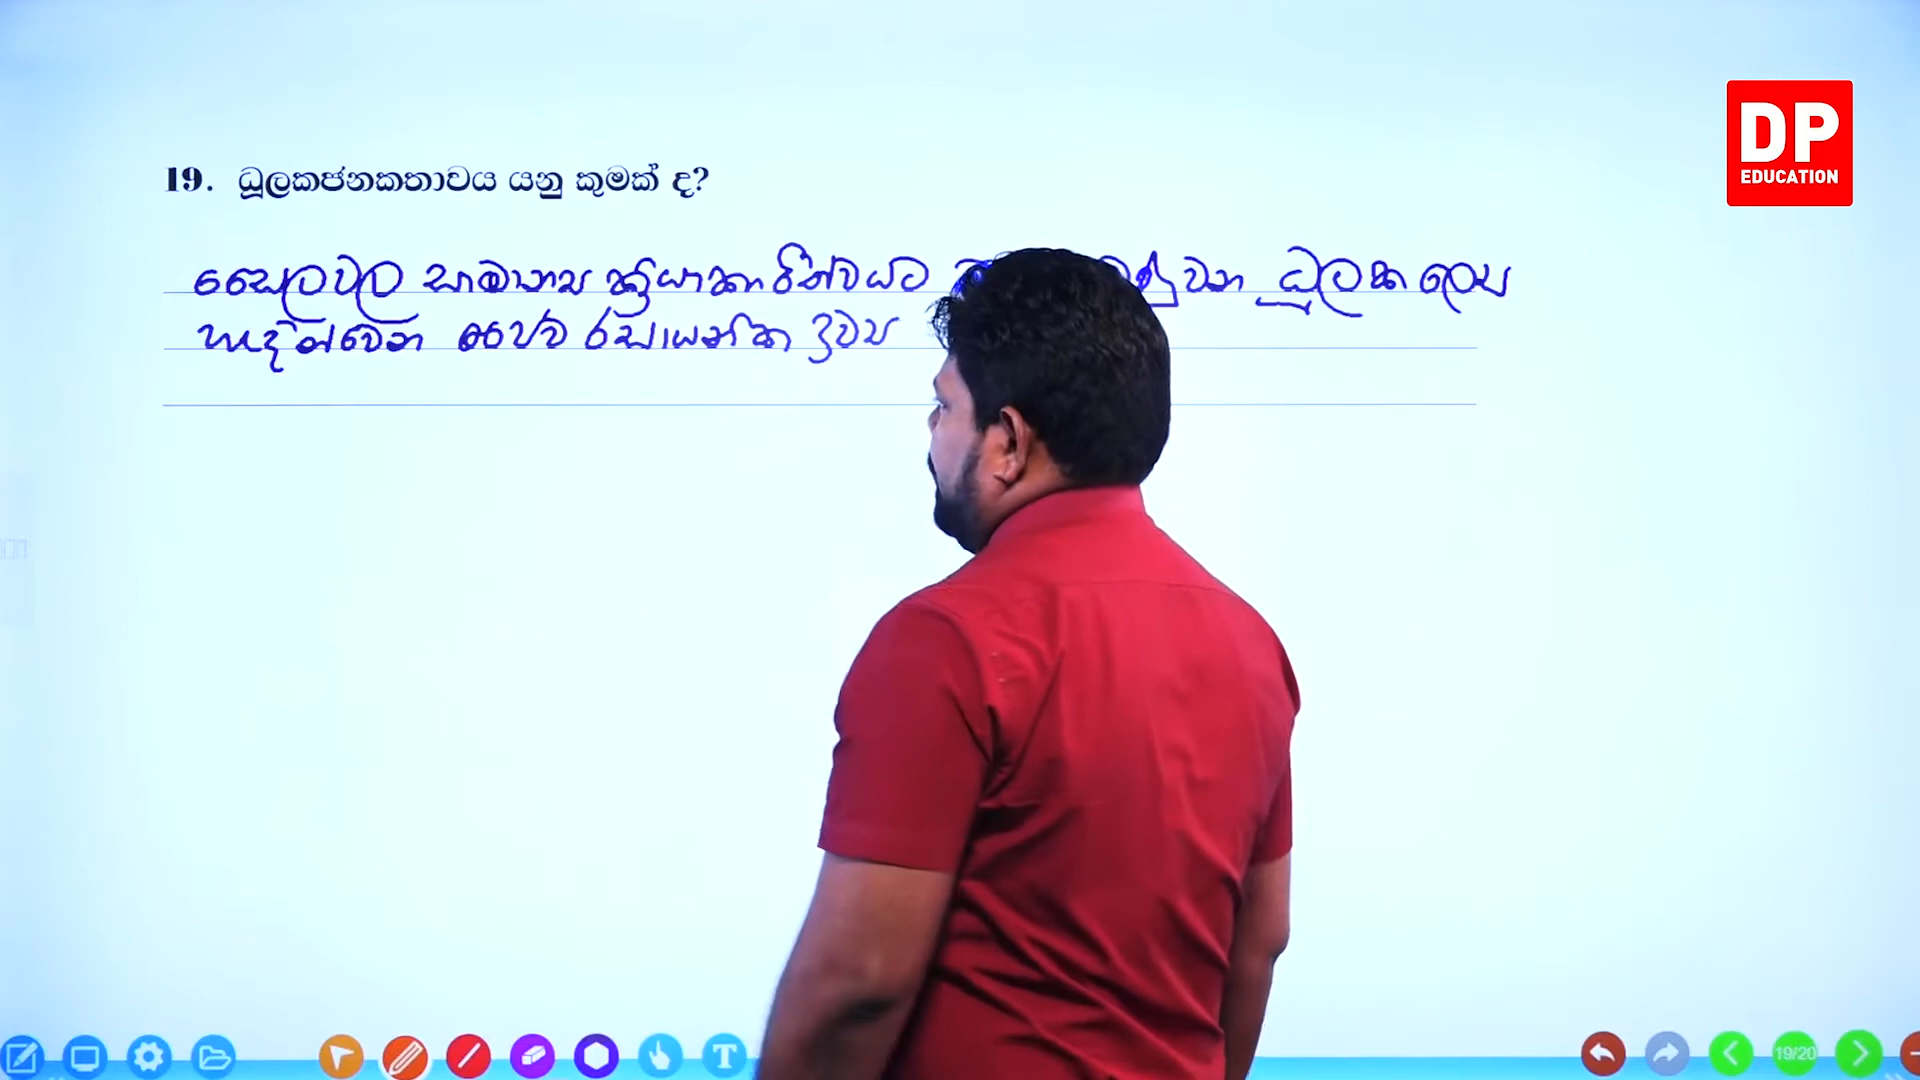 DP
EDUCATION
19. ධූලකජනකතාවය යනු කුමක් ද?
සෛලවල සාමාන්‍ය ක්‍රියාකාරිත්වයට වන ධූලක ලෙස
හැදින්වෙන ජෛව රසායනික ද්‍රව්‍ය
19/20